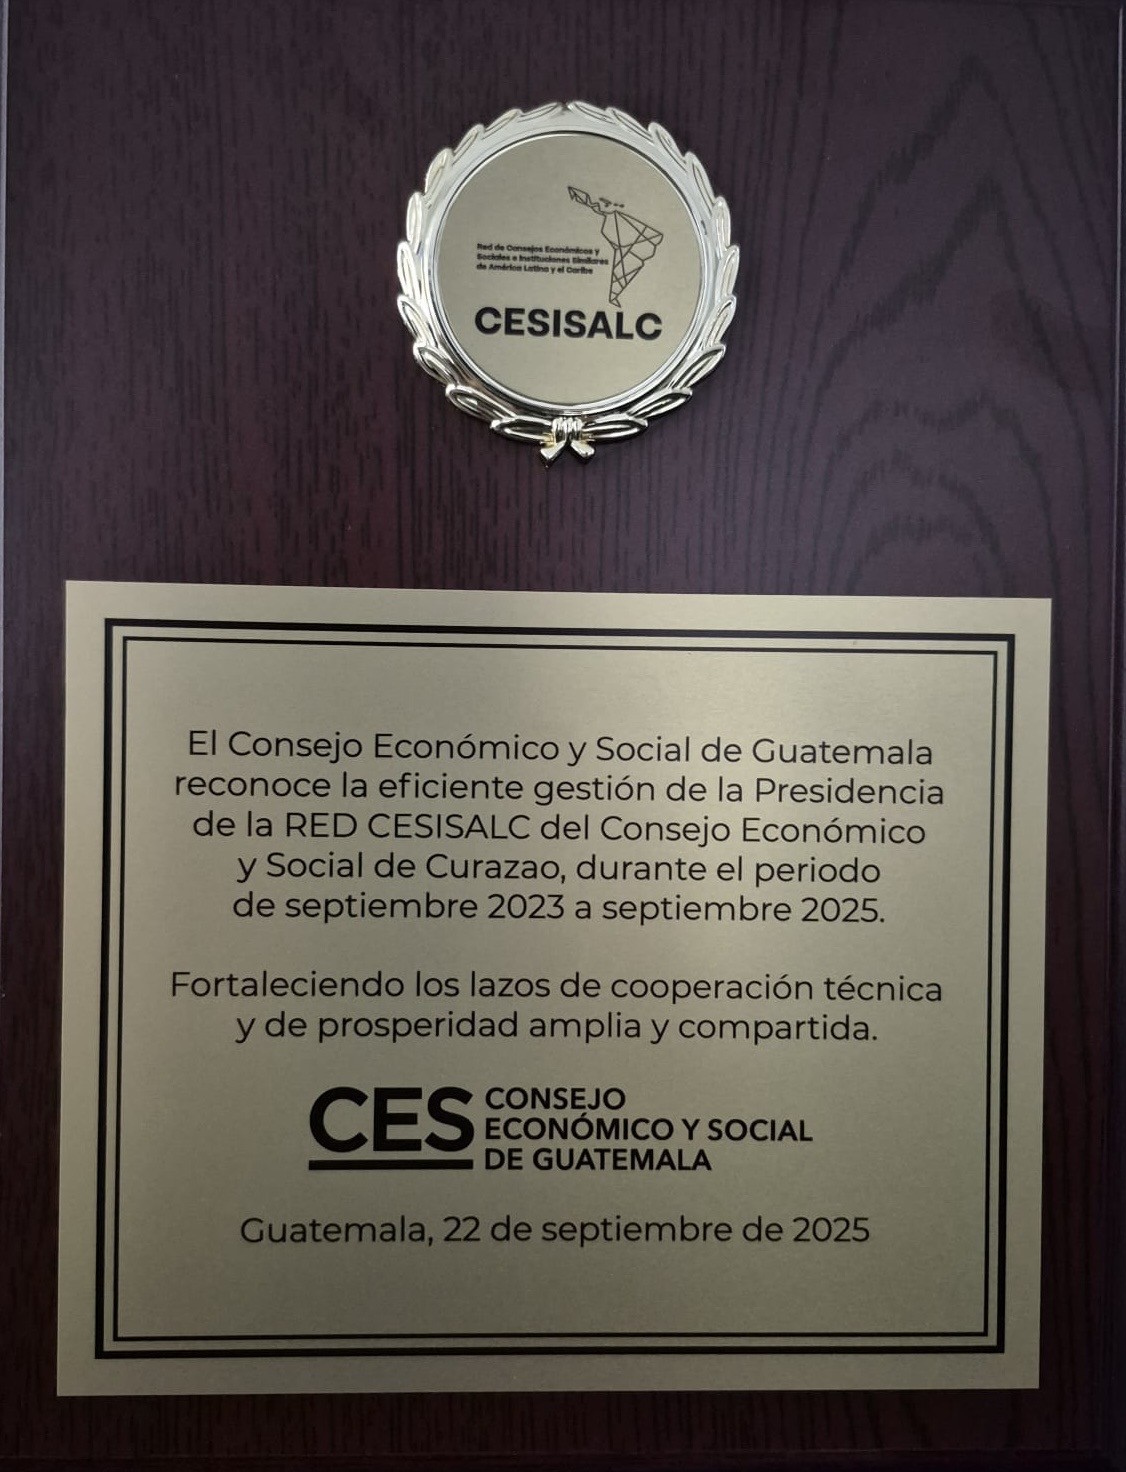 Red de Consejos Económicos y
Sociales e Instituciones Similares
de América Latina y el Caribe
CESISALC
El Consejo Económico y Social de Guatemala
reconoce la eficiente gestión de la Presidencia
de la RED CESISALC del Consejo Económico
y Social de Curazao, durante el periodo
de septiembre 2023 a septiembre 2025.
Fortaleciendo los lazos de cooperación técnica
y de prosperidad amplia y compartida.
CES CONSEJO
ECONÓMICO Y SOCIAL
DE GUATEMALA
Guatemala, 22 de septiembre de 2025